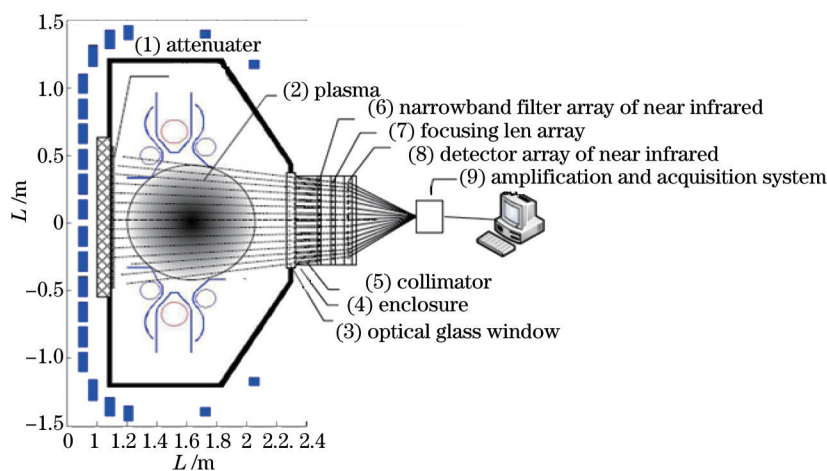 1.5
(1) attenuater
(2) plasma
1.0
(6) narrowband filter array of near infrared
(7) focusing len array
0.5
(8) detector array of near infrared
(9) amplification and acquisition system
L/m
0
−0.5
(5) collimator
(4) enclosure
(3) optical glass window
−1.0
−1.5
0 1 1.2 1.4 1.6 1.8 2 2.2. 2.4
L/m